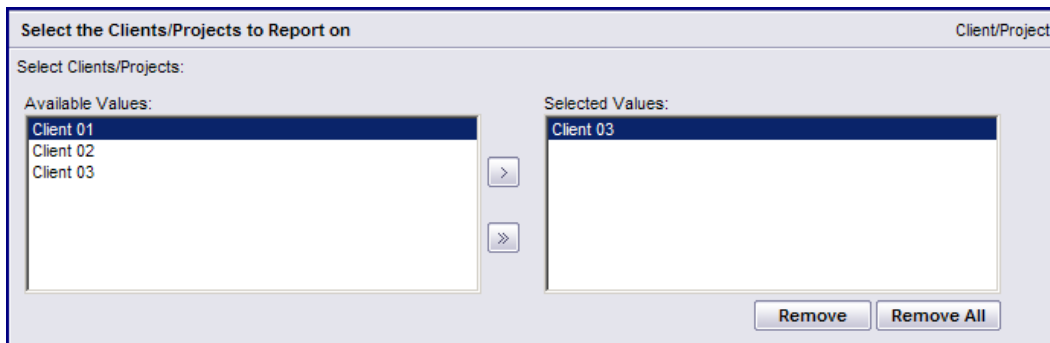 Select the Clients/Projects to Report on
Client/Project
Select Clients/Projects:
Available Values:
Client 01
Client 02
Client 03
>
»
Selected Values:
Client 03
Remove
Remove All